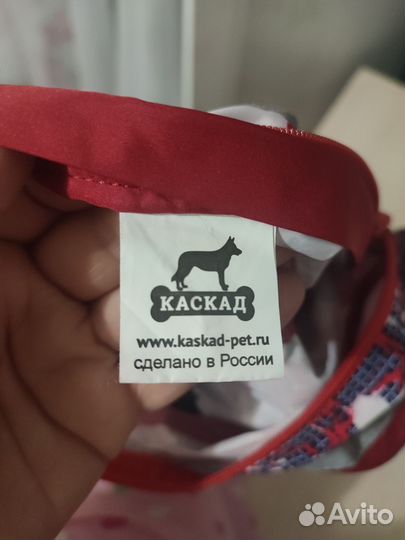 КАСКАД
www.kaskad-pet.ru
сделано в России
Avito